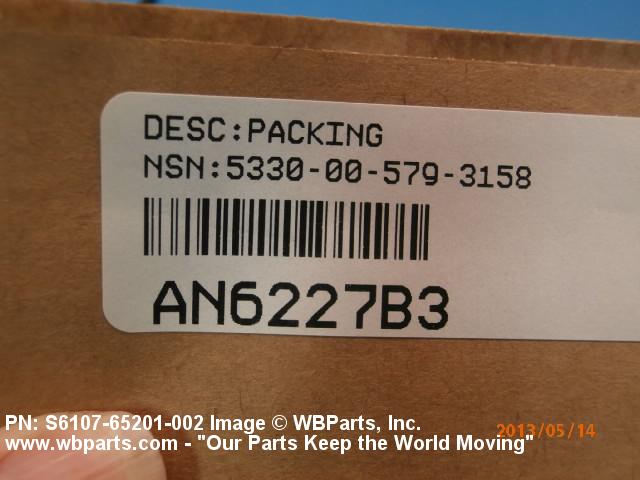 DESC:PACKING
NSN:5330-00-579-3158
AN6227B3
PN: S6107-65201-002 Image © WBParts, Inc.
2013/05/14
www.wbparts.com - "Our Parts Keep the World Moving"